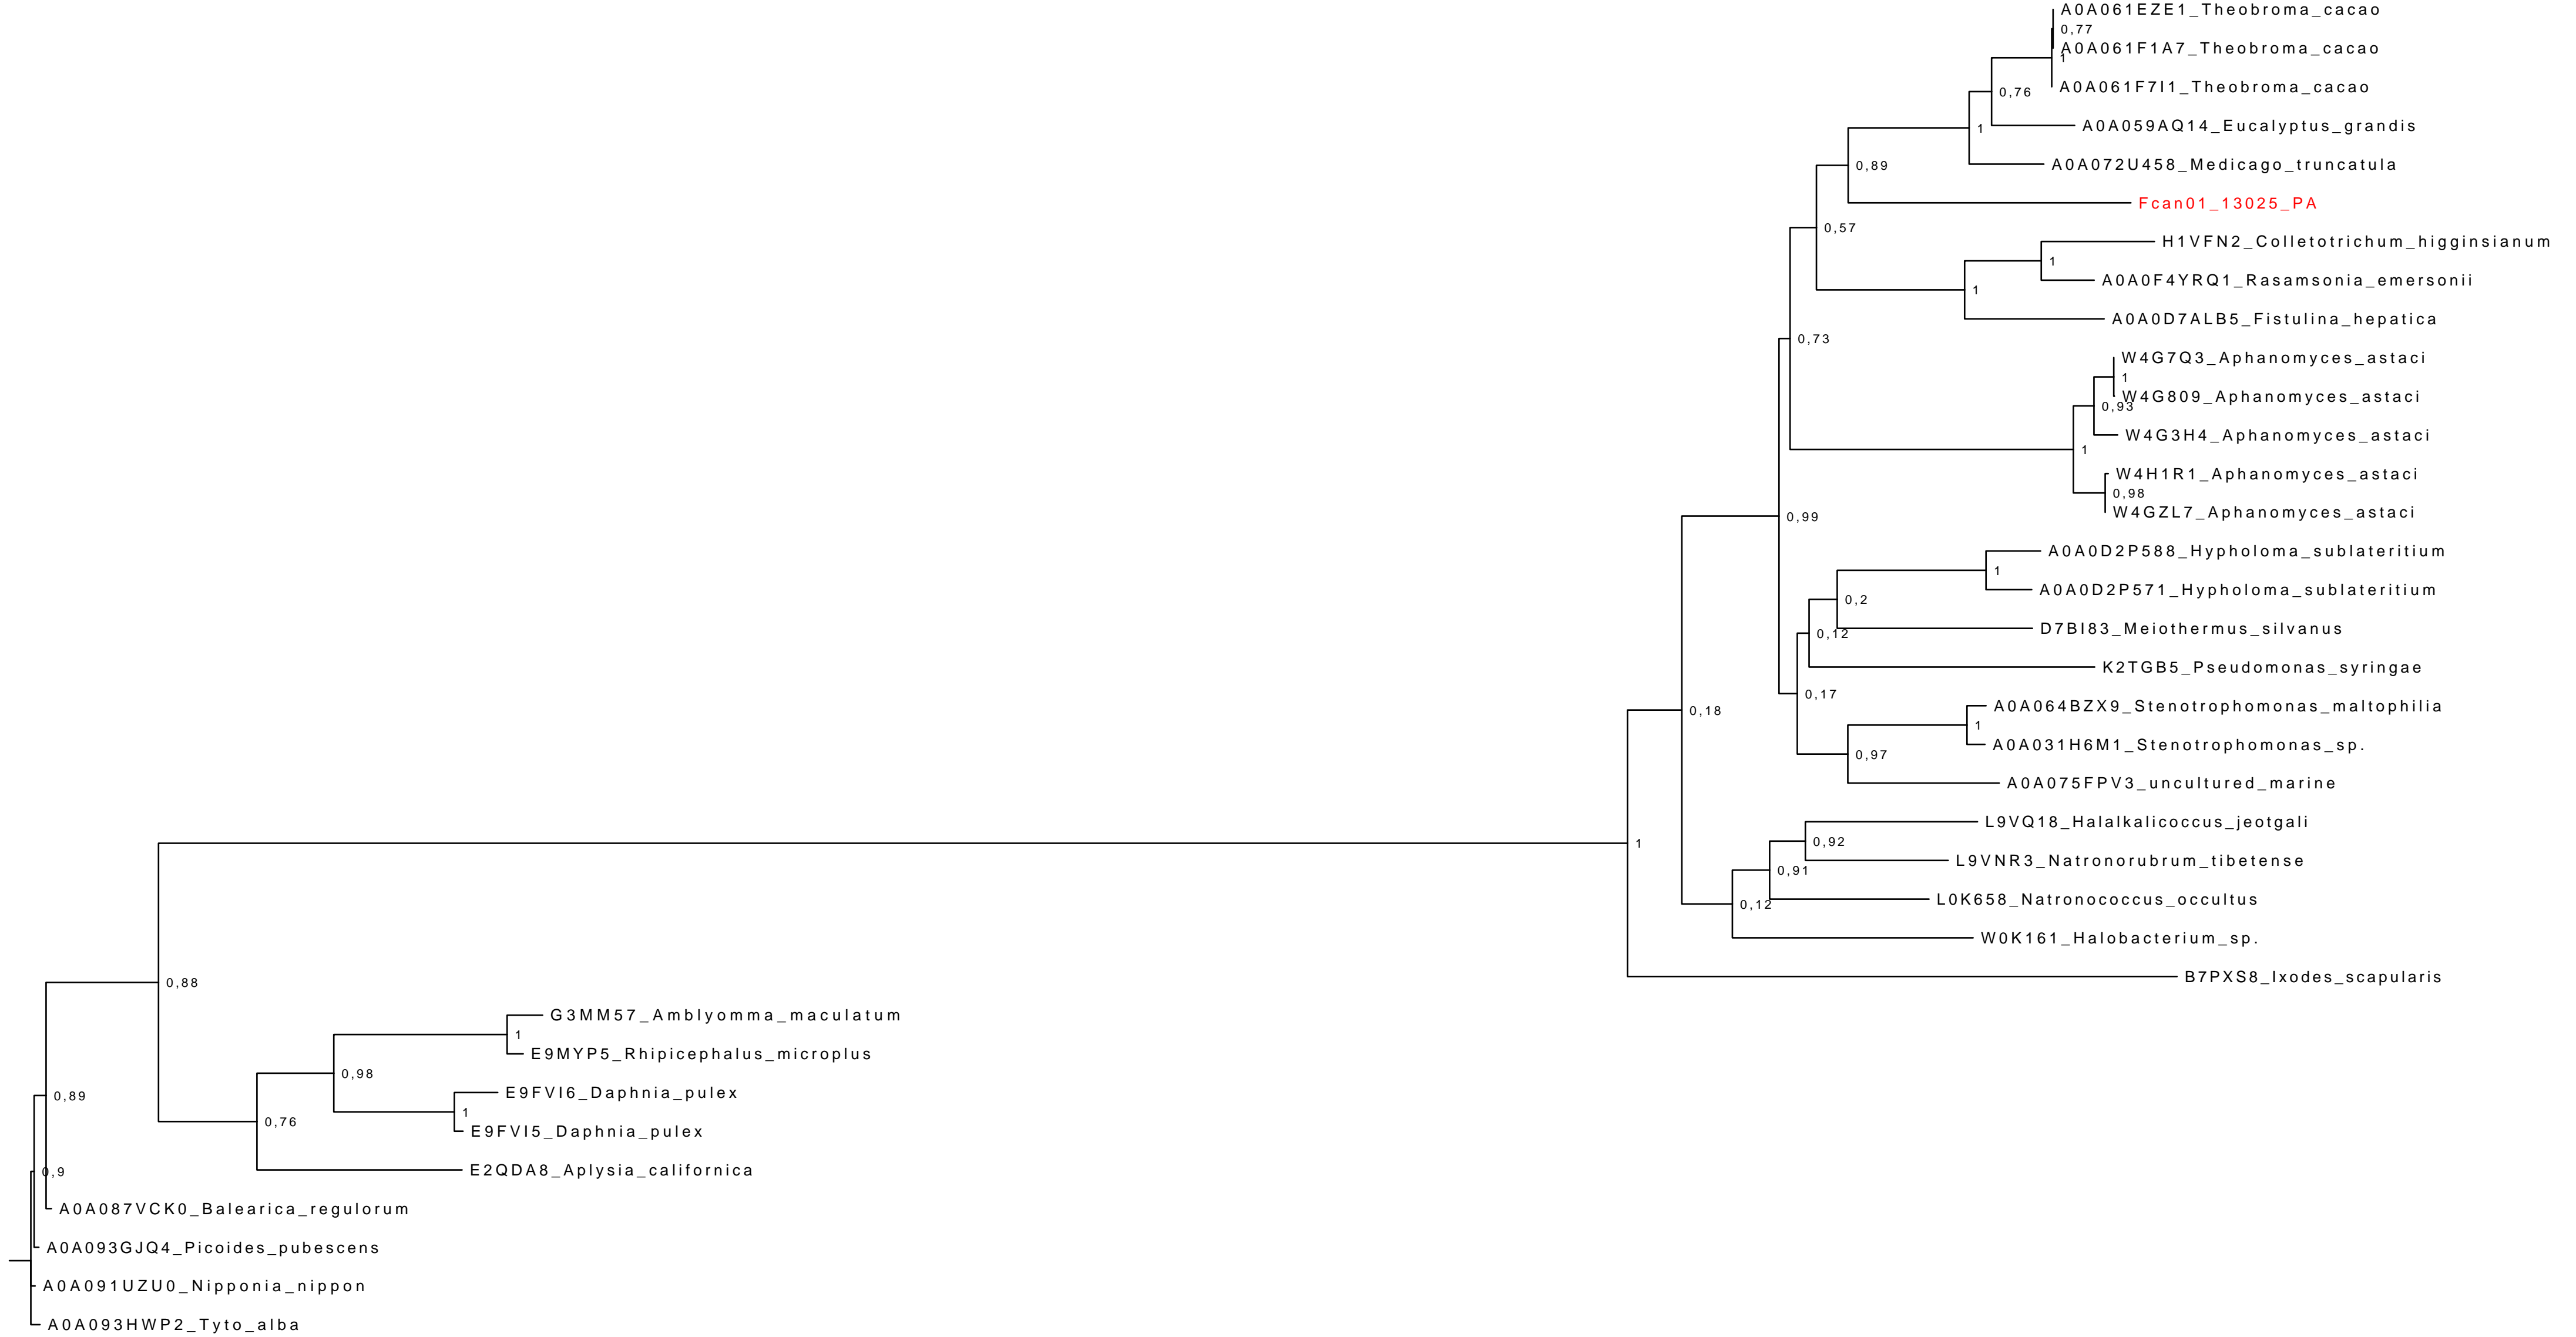 A0A061EZE1_Theobroma_cacao
0,77
A0A061F1A7_Theobroma_cacao
1
A0A061F7I1_Theobroma_cacao
0,76
A0A059AQ14_Eucalyptus_grandis
1
A0A072U458_Medicago_truncatula
0,89
Fcan01_13025_PA
0,57
H1VFN2_Colletotrichum_higginsianum
1
A0A0F4YRQ1_Rasamsonia_emersonii
1
A0A0D7ALB5_Fistulina_hepatica
0,73
W4G7Q3_Aphanomyces_astaci
1
W4G809_Aphanomyces_astaci
0,93
W4G3H4_Aphanomyces_astaci
1
W4H1R1_Aphanomyces_astaci
0,98
W4GZL7_Aphanomyces_astaci
0,99
A0A0D2P588_Hypholoma_sublateritium
1
A0A0D2P571_Hypholoma_sublateritium
0,2
D7BI83_Meiothermus_silvanus
0,12
K2TGB5_Pseudomonas_syringae
0,17
A0A064BZX9_Stenotrophomonas_maltophilia
0,18
1
A0A031H6M1_Stenotrophomonas_sp.
0,97
A0A075FPV3_uncultured_marine
L9VQ18_Halalkalicoccus_jeotgali
0,92
1
L9VNR3_Natronorubrum_tibetense
0,91
L0K658_Natronococcus_occultus
0,12
W0K161_Halobacterium_sp.
B7PXS8_Ixodes_scapularis
0,88
G3MM57_Amblyomma_maculatum
1
E9MYP5_Rhipicephalus_microplus
0,98
E9FVI6_Daphnia_pulex
0,89
1
E9FVI5_Daphnia_pulex
0,76
E2QDA8_Aplysia_californica
0,9
A0A087VCK0_Balearica_regulorum
A0A093GJQ4_Picoides_pubescens
A0A091UZU0_Nipponia_nippon
A0A093HWP2_Tyto_alba